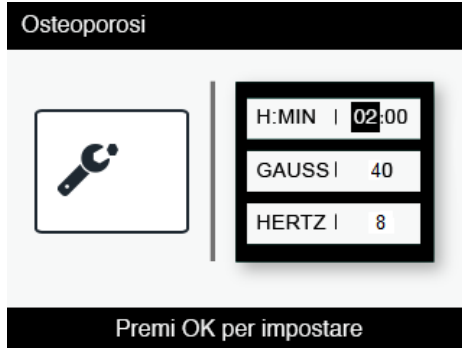 Osteoporosi
H:MIN | 02:00
GAUSS | 40
HERTZ | 8
Premi OK per impostare